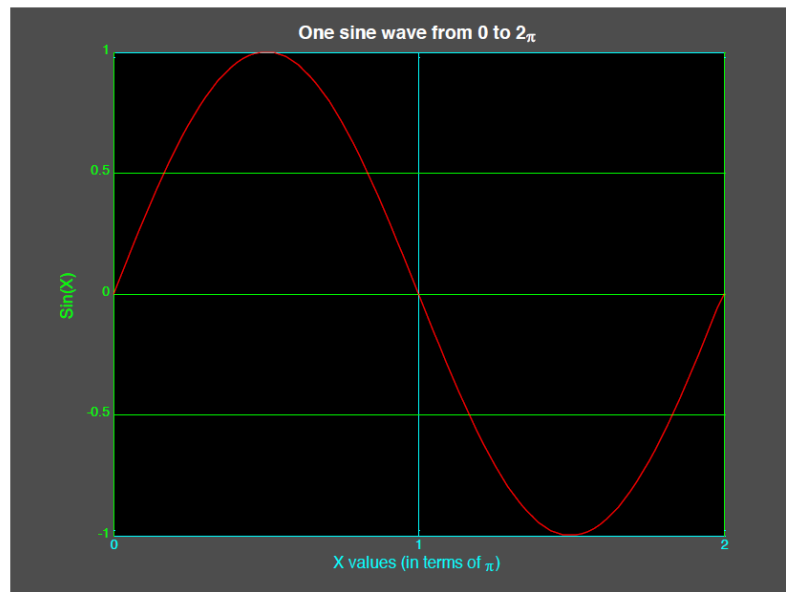 One sine wave from 0 to 2π
1
0.5
0
-0.5
-1
Sin(X)
0 1 2
X values (in terms of π)